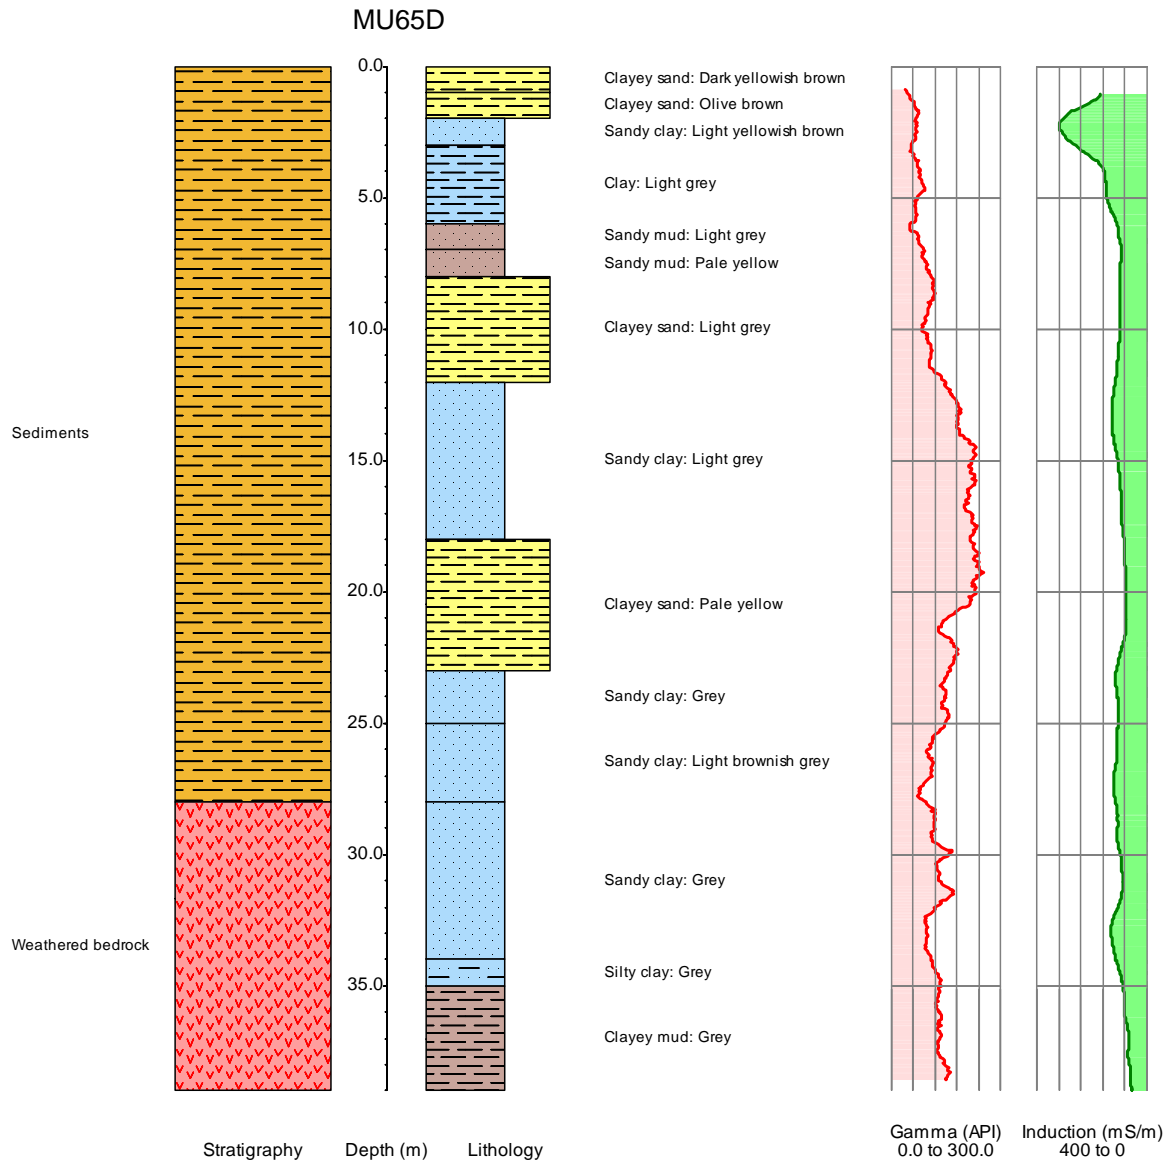 MU65D
0.0
Clayey sand: Dark yellowish brown
Clayey sand: Olive brown
Sandy clay: Light yellowish brown
Clay: Light grey
5.0
Sandy mud: Light grey
Sandy mud: Pale yellow
Clayey sand: Light grey
10.0
Sediments
Sandy clay: Light grey
15.0
20.0
Clayey sand: Pale yellow
Sandy clay: Grey
25.0
Sandy clay: Light brownish grey
30.0
Sandy clay: Grey
Weathered bedrock
Silty clay: Grey
35.0
Clayey mud: Grey
Stratigraphy
Depth (m)
Lithology
Gamma (API)
0.0 to 300.0
Induction (mS/m)
400 to 0